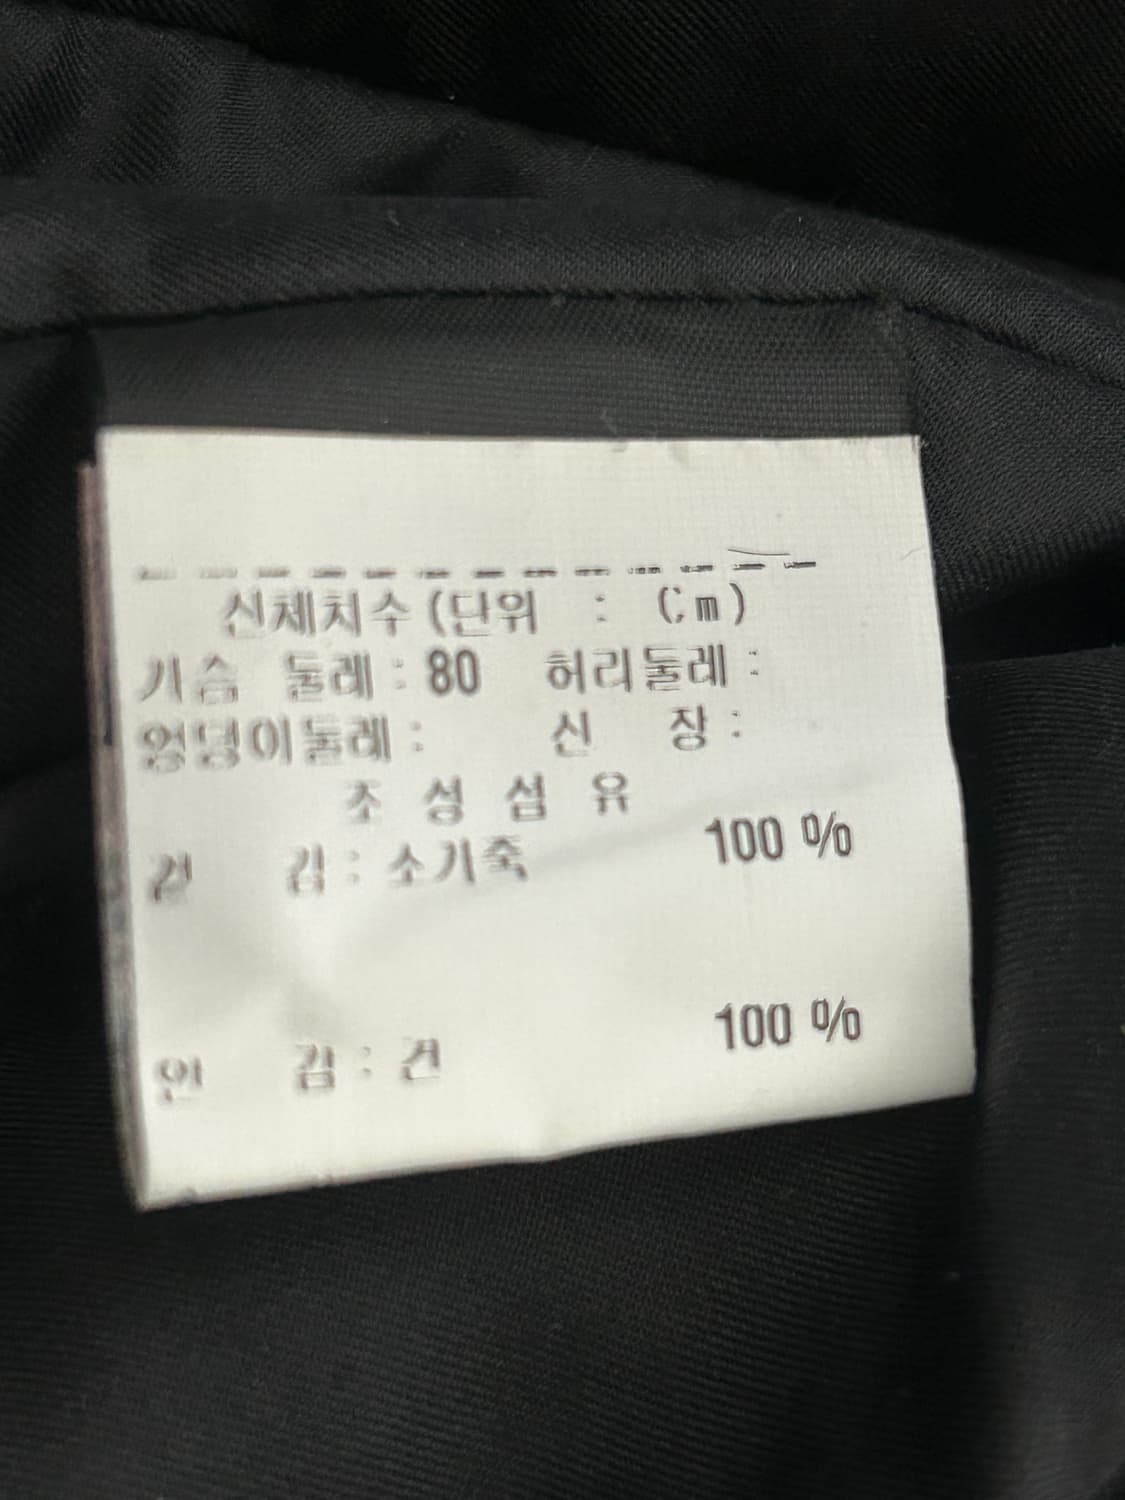 신체치수(단위 : Cm)
가슴 둘레: 80 허리둘레:
엉덩이둘레: 신 장:
조성섬유
겉 감: 소가죽 100 %
안 감: 견 100 %